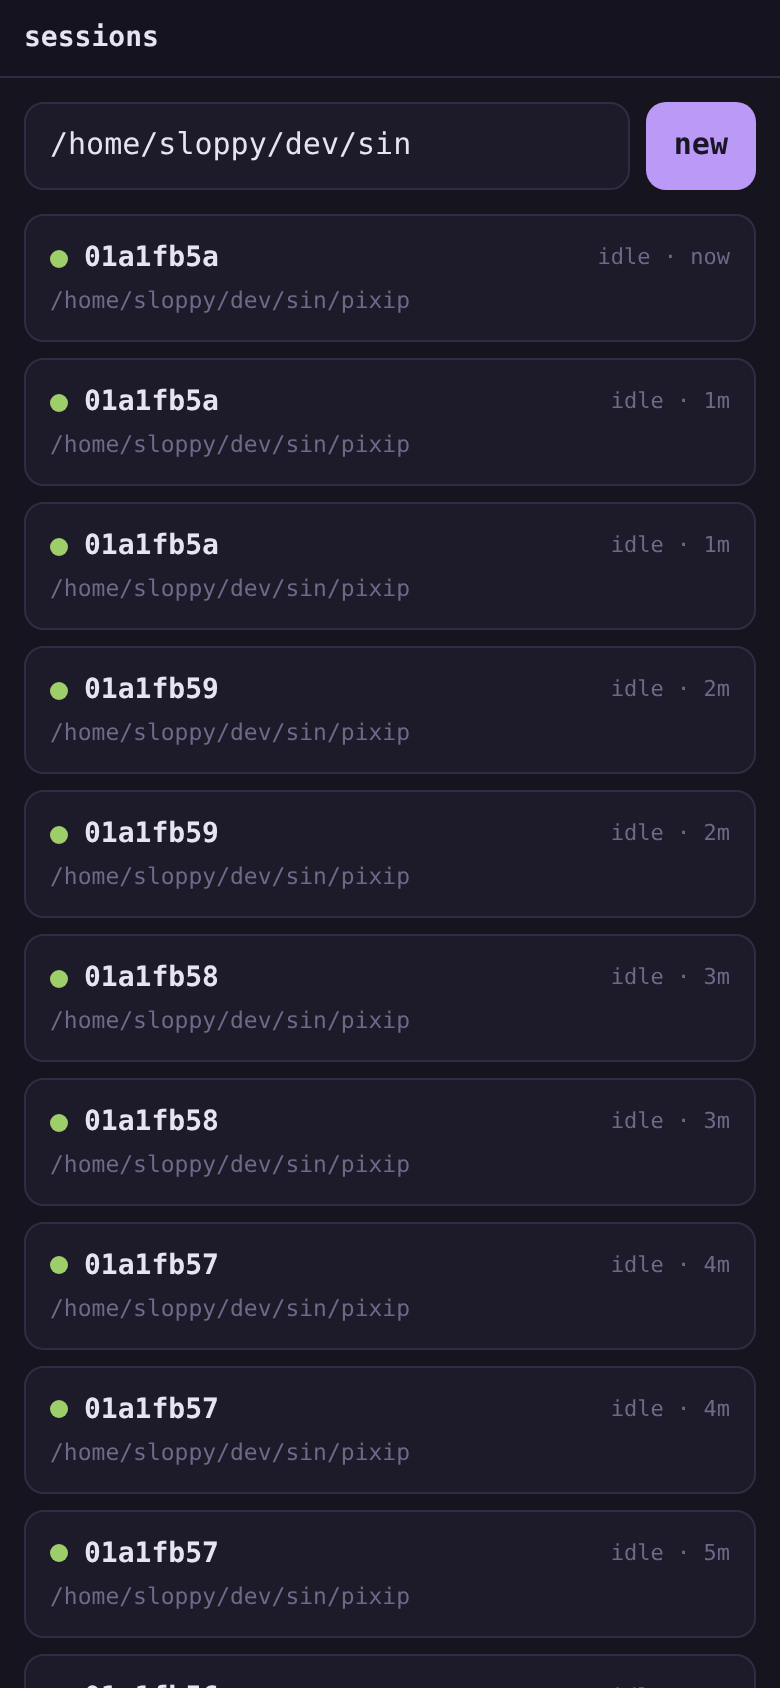 sessions
/home/sloppy/dev/sin
new
01a1fb5a
idle · now
/home/sloppy/dev/sin/pixip
01a1fb5a
idle · 1m
/home/sloppy/dev/sin/pixip
01a1fb5a
idle · 1m
/home/sloppy/dev/sin/pixip
01a1fb59
idle · 2m
/home/sloppy/dev/sin/pixip
01a1fb59
idle · 2m
/home/sloppy/dev/sin/pixip
01a1fb58
idle · 3m
/home/sloppy/dev/sin/pixip
01a1fb58
idle · 3m
/home/sloppy/dev/sin/pixip
01a1fb57
idle · 4m
/home/sloppy/dev/sin/pixip
01a1fb57
idle · 4m
/home/sloppy/dev/sin/pixip
01a1fb57
idle · 5m
/home/sloppy/dev/sin/pixip